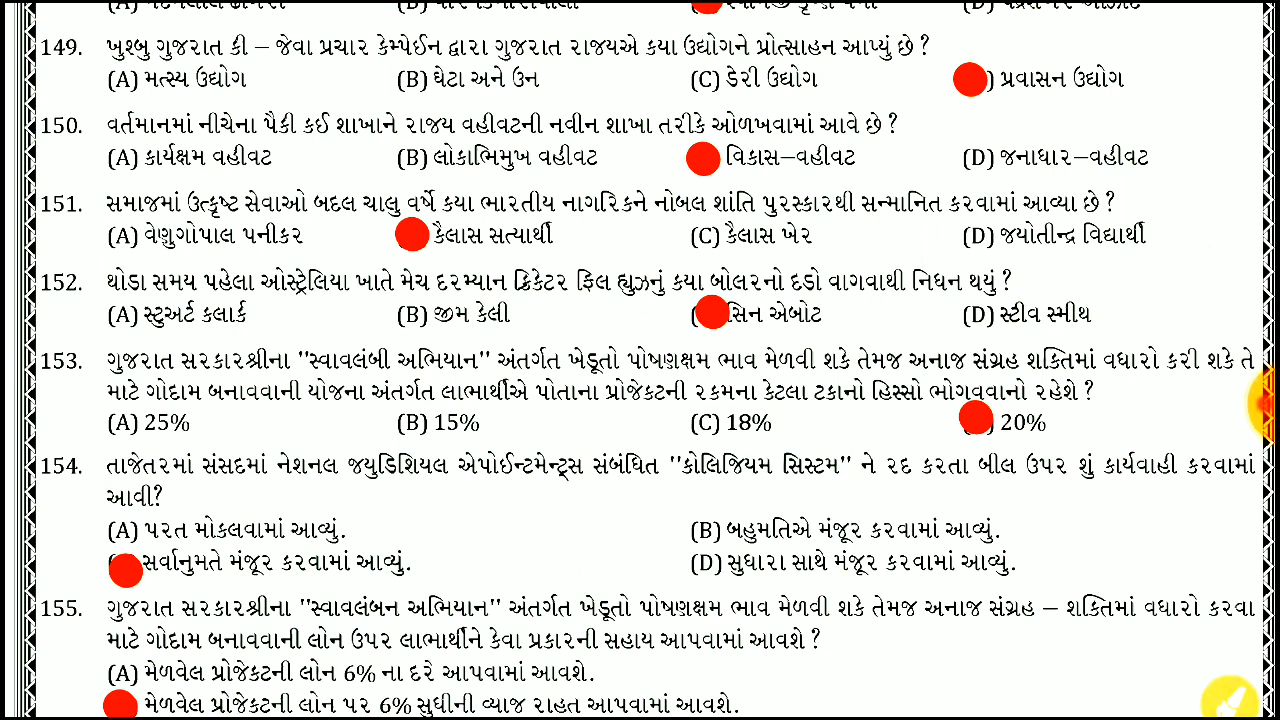 149. ખુશ્બુ ગુજરાત કી – જેવા પ્રચાર કેમ્પેઈન દ્વારા ગુજરાત રાજયએ કયા ઉદ્યોગને પ્રોત્સાહન આપ્યું છે ?
(A) મત્સ્ય ઉદ્યોગ (B) ઘેટા અને ઉન (C) ડેરી ઉદ્યોગ ) પ્રવાસન ઉદ્યોગ
150. વર્તમાનમાં નીચેના પૈકી કઈ શાખાને રાજય વહીવટની નવીન શાખા તરીકે ઓળખવામાં આવે છે ?
(A) કાર્યક્ષમ વહીવટ (B) લોકાભિમુખ વહીવટ વિકાસ–વહીવટ (D) જનાધાર–વહીવટ
151. સમાજમાં ઉત્કૃષ્ટ સેવાઓ બદલ ચાલુ વર્ષે કયા ભારતીય નાગરિકને નોબલ શાંતિ પુરસ્કારથી સન્માનિત કરવામાં આવ્યા છે ?
(A) વેણુગોપાલ પનીકર કૈલાસ સત્યાર્થી (C) કૈલાસ ખેર (D) જયોતીન્દ્ર વિદ્યાર્થી
152. થોડા સમય પહેલા ઓસ્ટ્રેલિયા ખાતે મેચ દરમ્યાન ક્રિકેટર ફિલ હ્યુઝનું કયા બોલરનો દડો વાગવાથી નિધન થયું ?
(A) સ્ટુઅર્ટ કલાર્ક (B) જીમ કેલી ( સિન એબોટ (D) સ્ટીવ સ્મીથ
153. ગુજરાત સરકારશ્રીના "સ્વાવલંબી અભિયાન" અંતર્ગત ખેડૂતો પોષણક્ષમ ભાવ મેળવી શકે તેમજ અનાજ સંગ્રહ શક્તિમાં વધારો કરી શકે તે
માટે ગોદામ બનાવવાની યોજના અંતર્ગત લાભાર્થીએ પોતાના પ્રોજેકટની રકમના કેટલા ટકાનો હિસ્સો ભોગવવાનો રહેશે ?
(A) 25% (B) 15% (C) 18% ) 20%
154. તાજેતરમાં સંસદમાં નેશનલ જયુડિશિયલ એપોઈન્ટમેન્ટ્સ સંબંધિત "કોલિજિયમ સિસ્ટમ" ને રદ કરતા બીલ ઉપર શું કાર્યવાહી કરવામાં
આવી?
(A) પરત મોકલવામાં આવ્યું. (B) બહુમતિએ મંજૂર કરવામાં આવ્યું.
સર્વાનુમતે મંજૂર કરવામાં આવ્યું. (D) સુધારા સાથે મંજૂર કરવામાં આવ્યું.
155. ગુજરાત સરકારશ્રીના "સ્વાવલંબન અભિયાન" અંતર્ગત ખેડૂતો પોષણક્ષમ ભાવ મેળવી શકે તેમજ અનાજ સંગ્રહ – શક્તિમાં વધારો કરવા
માટે ગોદામ બનાવવાની લોન ઉપર લાભાર્થીને કેવા પ્રકારની સહાય આપવામાં આવશે ?
(A) મેળવેલ પ્રોજેકટની લોન 6% ના દરે આપવામાં આવશે.
મેળવેલ પ્રોજેકટની લોન પર 6% સુધીની વ્યાજ રાહત આપવામાં આવશે.